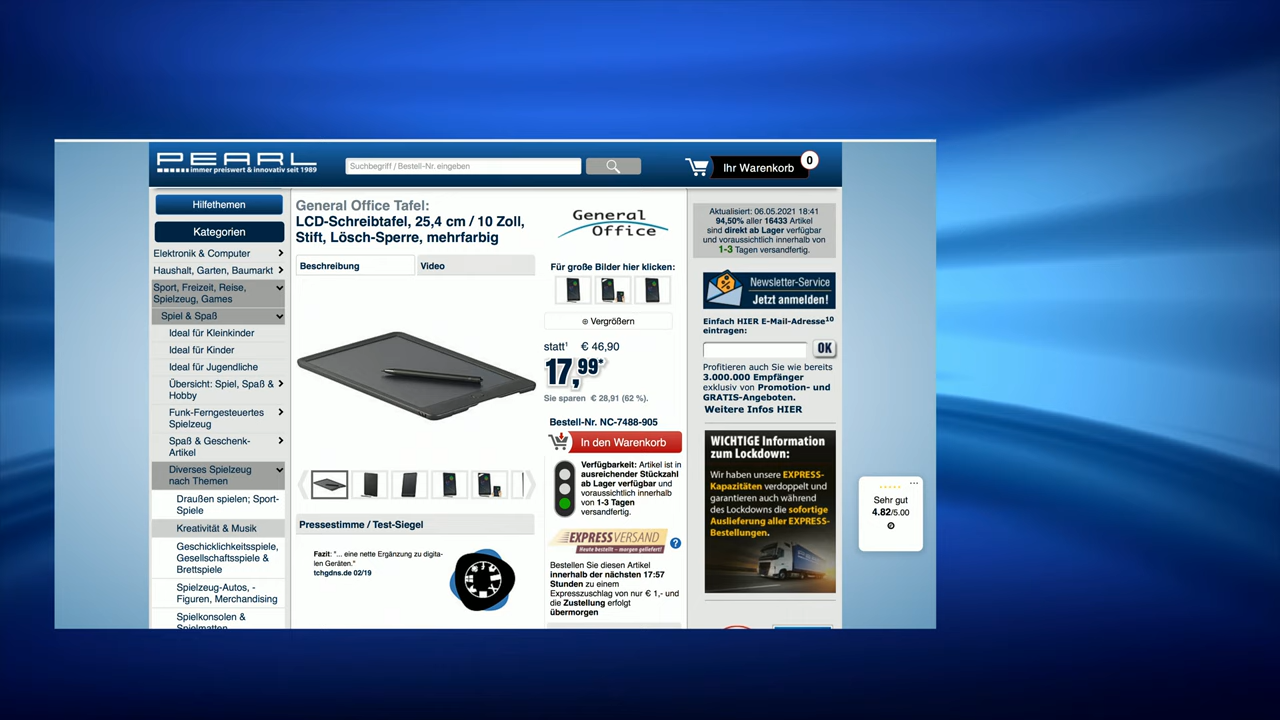 PEARL
immer preiswert & innovativ seit 1989
Suchbegriff / Bestell-Nr. eingeben
Ihr Warenkorb
0
Hilfethemen
Kategorien
Elektronik & Computer
Haushalt, Garten, Baumarkt
Sport, Freizeit, Reise,
Spielzeug, Games
Spiel & Spaß
Ideal für Kleinkinder
Ideal für Kinder
Ideal für Jugendliche
Übersicht: Spiel, Spaß &
Hobby
Funk-Ferngesteuertes
Spielzeug
Spaß & Geschenk-
Artikel
Diverses Spielzeug
nach Themen
Draußen spielen; Sport-
Spiele
Kreativität & Musik
Geschicklichkeitsspiele,
Gesellschaftsspiele &
Brettspiele
Spielzeug-Autos, -
Figuren, Merchandising
Spielkonsolen &
Spielmatten
General Office Tafel:
LCD-Schreibtafel, 25,4 cm / 10 Zoll,
Stift, Lösch-Sperre, mehrfarbig
Beschreibung
Video
Pressestimme / Test-Siegel
Fazit: "... eine nette Ergänzung zu digita-
len Geräten."
tchgdns.de 02/19
General
Office
Für große Bilder hier klicken:
Vergrößern
statt¹ € 46,90
17,99*
Sie sparen € 28,91 (62 %).
Bestell-Nr. NC-7488-905
In den Warenkorb
Verfügbarkeit: Artikel ist in
ausreichender Stückzahl
ab Lager verfügbar und
voraussichtlich innerhalb
von 1-3 Tagen
versandfertig.
EXPRESSVERSAND
Heute bestellt – morgen geliefert!
?
Bestellen Sie diesen Artikel
innerhalb der nächsten 17:57
Stunden zu einem
Expresszuschlag von nur € 1,- und
die Zustellung erfolgt
übermorgen
Aktualisiert: 06.05.2021 18:41
94,50% aller 16433 Artikel
sind direkt ab Lager verfügbar
und voraussichtlich innerhalb von
1-3 Tagen versandfertig.
%
Newsletter-Service
Jetzt anmelden!
Einfach HIER E-Mail-Adresse¹⁰
eintragen:
OK
Profitieren auch Sie wie bereits
3.000.000 Empfänger
exklusiv von Promotion- und
GRATIS-Angeboten.
Weitere Infos HIER
WICHTIGE Information
zum Lockdown:
Wir haben unsere EXPRESS-
Kapazitäten verdoppelt und
garantieren auch während
des Lockdowns die sofortige
Auslieferung aller EXPRESS-
Bestellungen.
Sehr gut
4.82/5.00